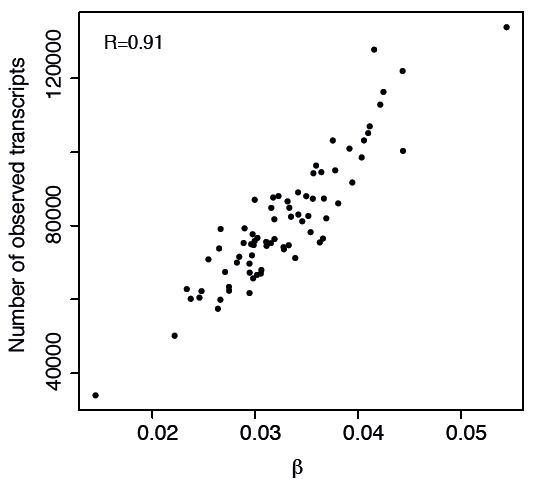 R=0.91
Number of observed transcripts
120000
80000
40000
0.02 0.03 0.04 0.05
β